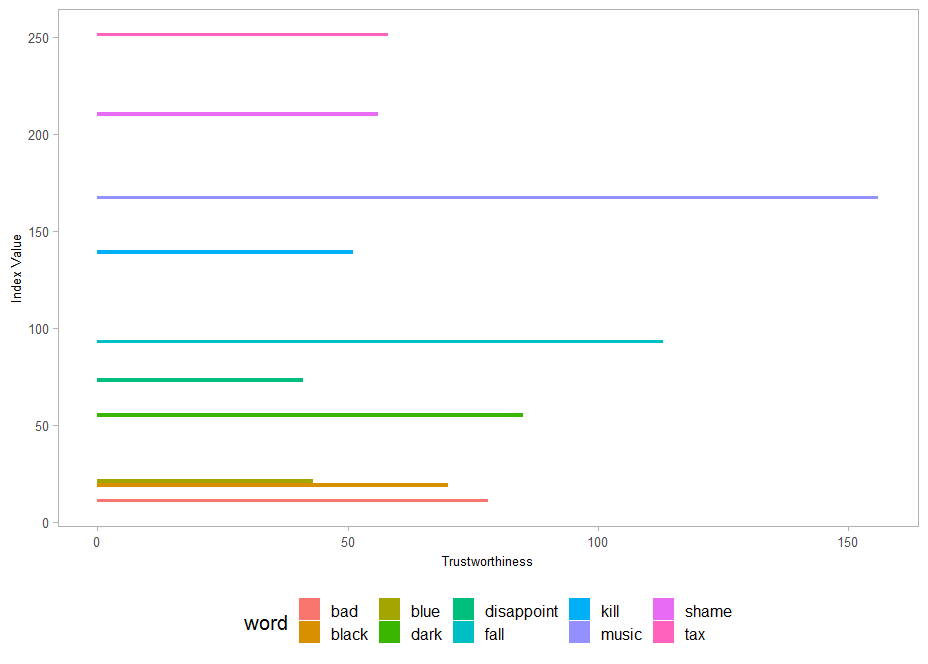 250
200
150
100
50
0
Index Value
0 50 100 150
Trustworthiness
word
bad blue disappoint kill shame
black dark fall music tax